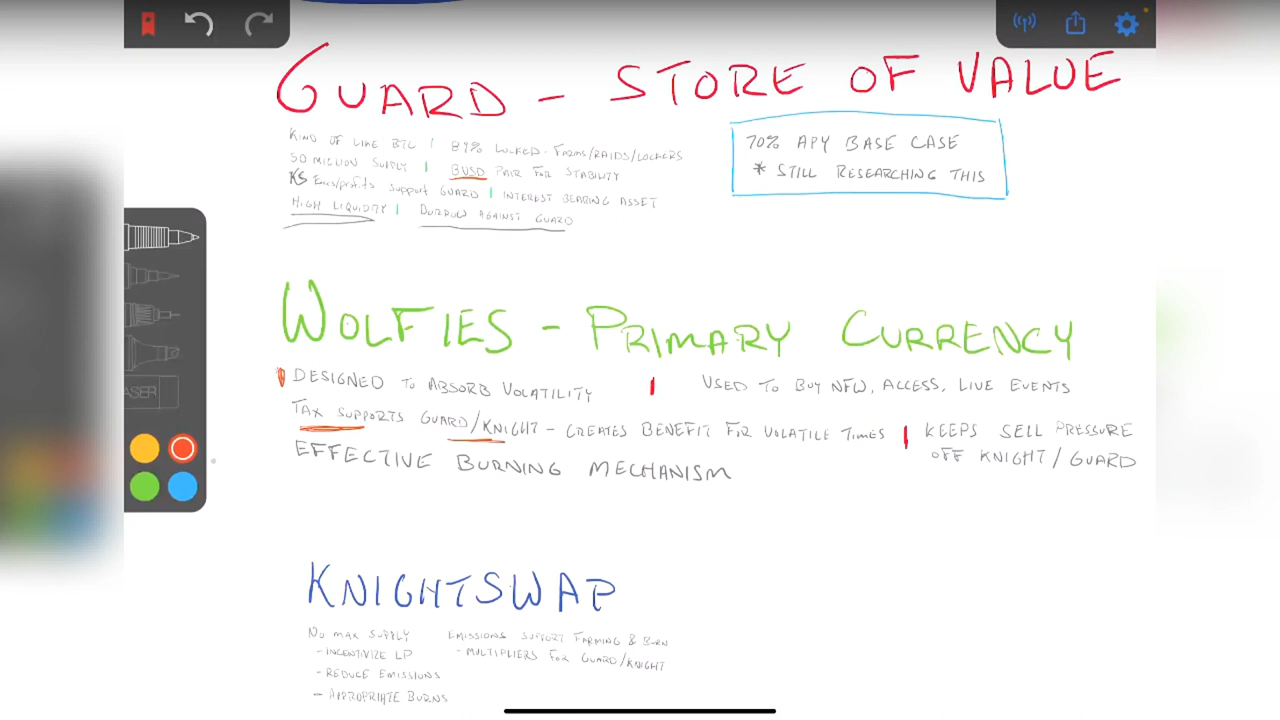 GUARD - STORE OF VALUE
KIND OF LIKE BTC | 89% LOCKED - FARMS/RAIDS/LOCKERS
50 MILLION SUPPLY | BUSD PAIR FOR STABILITY
KS Fees/profits support GUARD | INTEREST BEARING ASSET
HIGH LIQUIDITY | BURDUW AGAINST GUARD
70% APY BASE CASE
* STILL RESEARCHING THIS
WOLFIES - PRIMARY CURRENCY
DESIGNED TO ABSORB VOLATILITY | USED TO BUY NFW, ACCESS, LIVE EVENTS
TAX SUPPORTS GUARD/KNIGHT - CREATES BENEFIT FOR VOLATILE TIMES | KEEPS SELL PRESSURE
OFF KNIGHT/GUARD
EFFECTIVE BURNING MECHANISM
ERASER
KNIGHTSWAP
NO MAX SUPPLY
- INCENTIVIZE LP
- REDUCE EMISSIONS
- APPROPRIATE BURNS
EMISSIONS SUPPORT FARMING & BURN
- MULTIPLIERS FOR GUARD/KNIGHT